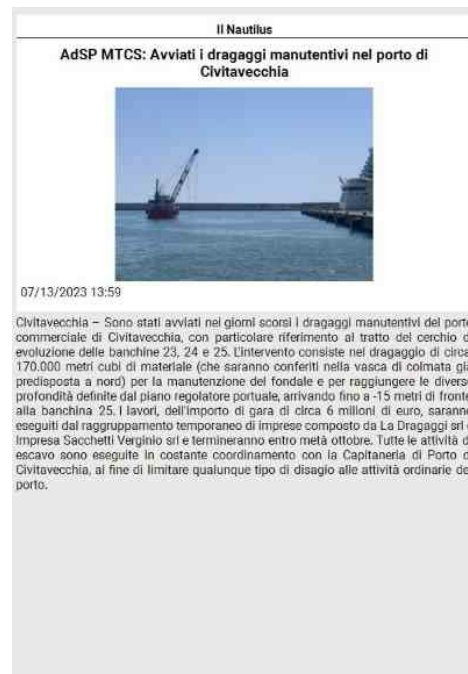 Il Nautilus
AdSP MTCS: Avviati i dragaggi manutentivi nel porto di
Civitavecchia
07/13/2023 13:59
Civitavecchia – Sono stati avviati nei giorni scorsi i dragaggi manutentivi del porto
commerciale di Civitavecchia, con particolare riferimento al tratto del cerchio d
evoluzione delle banchine 23, 24 e 25. L'intervento consiste nel dragaggio di circa
170.000 metri cubi di materiale (che saranno conferiti nella vasca di colmata già
predisposta a nord) per la manutenzione del fondale e per raggiungere le diverse
profondità definite dal piano regolatore portuale, arrivando fino a -15 metri di fronte
alla banchina 25. I lavori, dell'importo di gara di circa 6 milioni di euro, saranno
eseguiti dal raggruppamento temporaneo di imprese composto da La Dragaggi srl e
Impresa Sacchetti Verginio srl e termineranno entro metà ottobre. Tutte le attività d
escavo sono eseguite in costante coordinamento con la Capitaneria di Porto d
Civitavecchia, al fine di limitare qualunque tipo di disagio alle attività ordinarie de
porto.